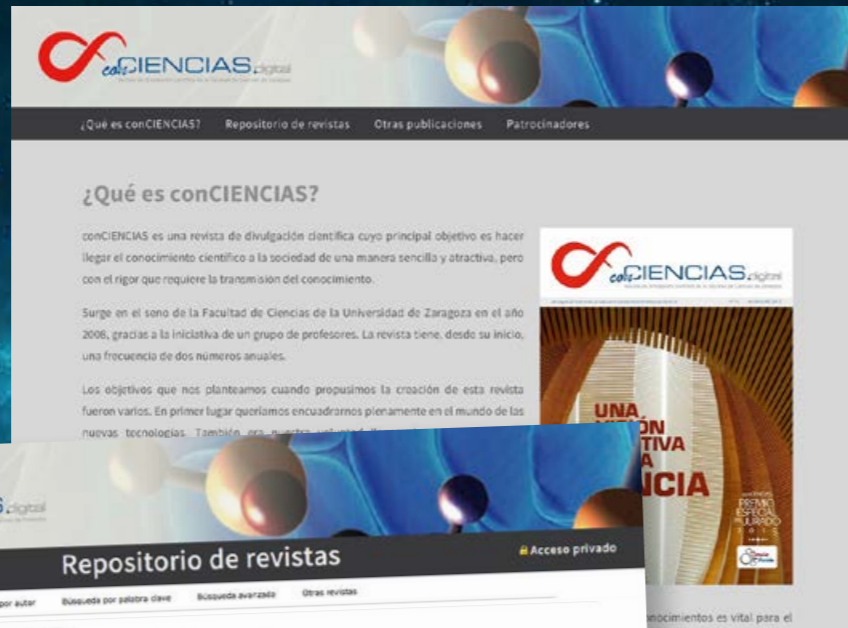 conCIENCIAS.digital
¿Qué es conCIENCIAS?
Repositorio de revistas
Otras publicaciones
Patrocinadores
¿Qué es conCIENCIAS?
conCIENCIAS es una revista de divulgación científica cuyo principal objetivo es hacer
llegar el conocimiento científico a la sociedad de una manera sencilla y atractiva, pero
con el rigor que requiere la transmisión del conocimiento.
Surge en el seno de la Facultad de Ciencias de la Universidad de Zaragoza en el año
2008, gracias a la iniciativa de un grupo de profesores. La revista tiene, desde su inicio,
una frecuencia de dos números anuales.
Los objetivos que nos planteamos cuando propusimos la creación de esta revista
fueron varios. En primer lugar queríamos encuadrarnos plenamente en el mundo de las
nuevas tecnologías. También era nuestra
conCIENCIAS.digital
UNA
TIVA
CIA
PREMIO
ESPECIAL
JURADO
2015
onocimientos es vital para el
S.digital
Repositorio de revistas
Acceso privado
por autor
Búsqueda por palabra clave
Búsqueda avanzada
Otras revistas